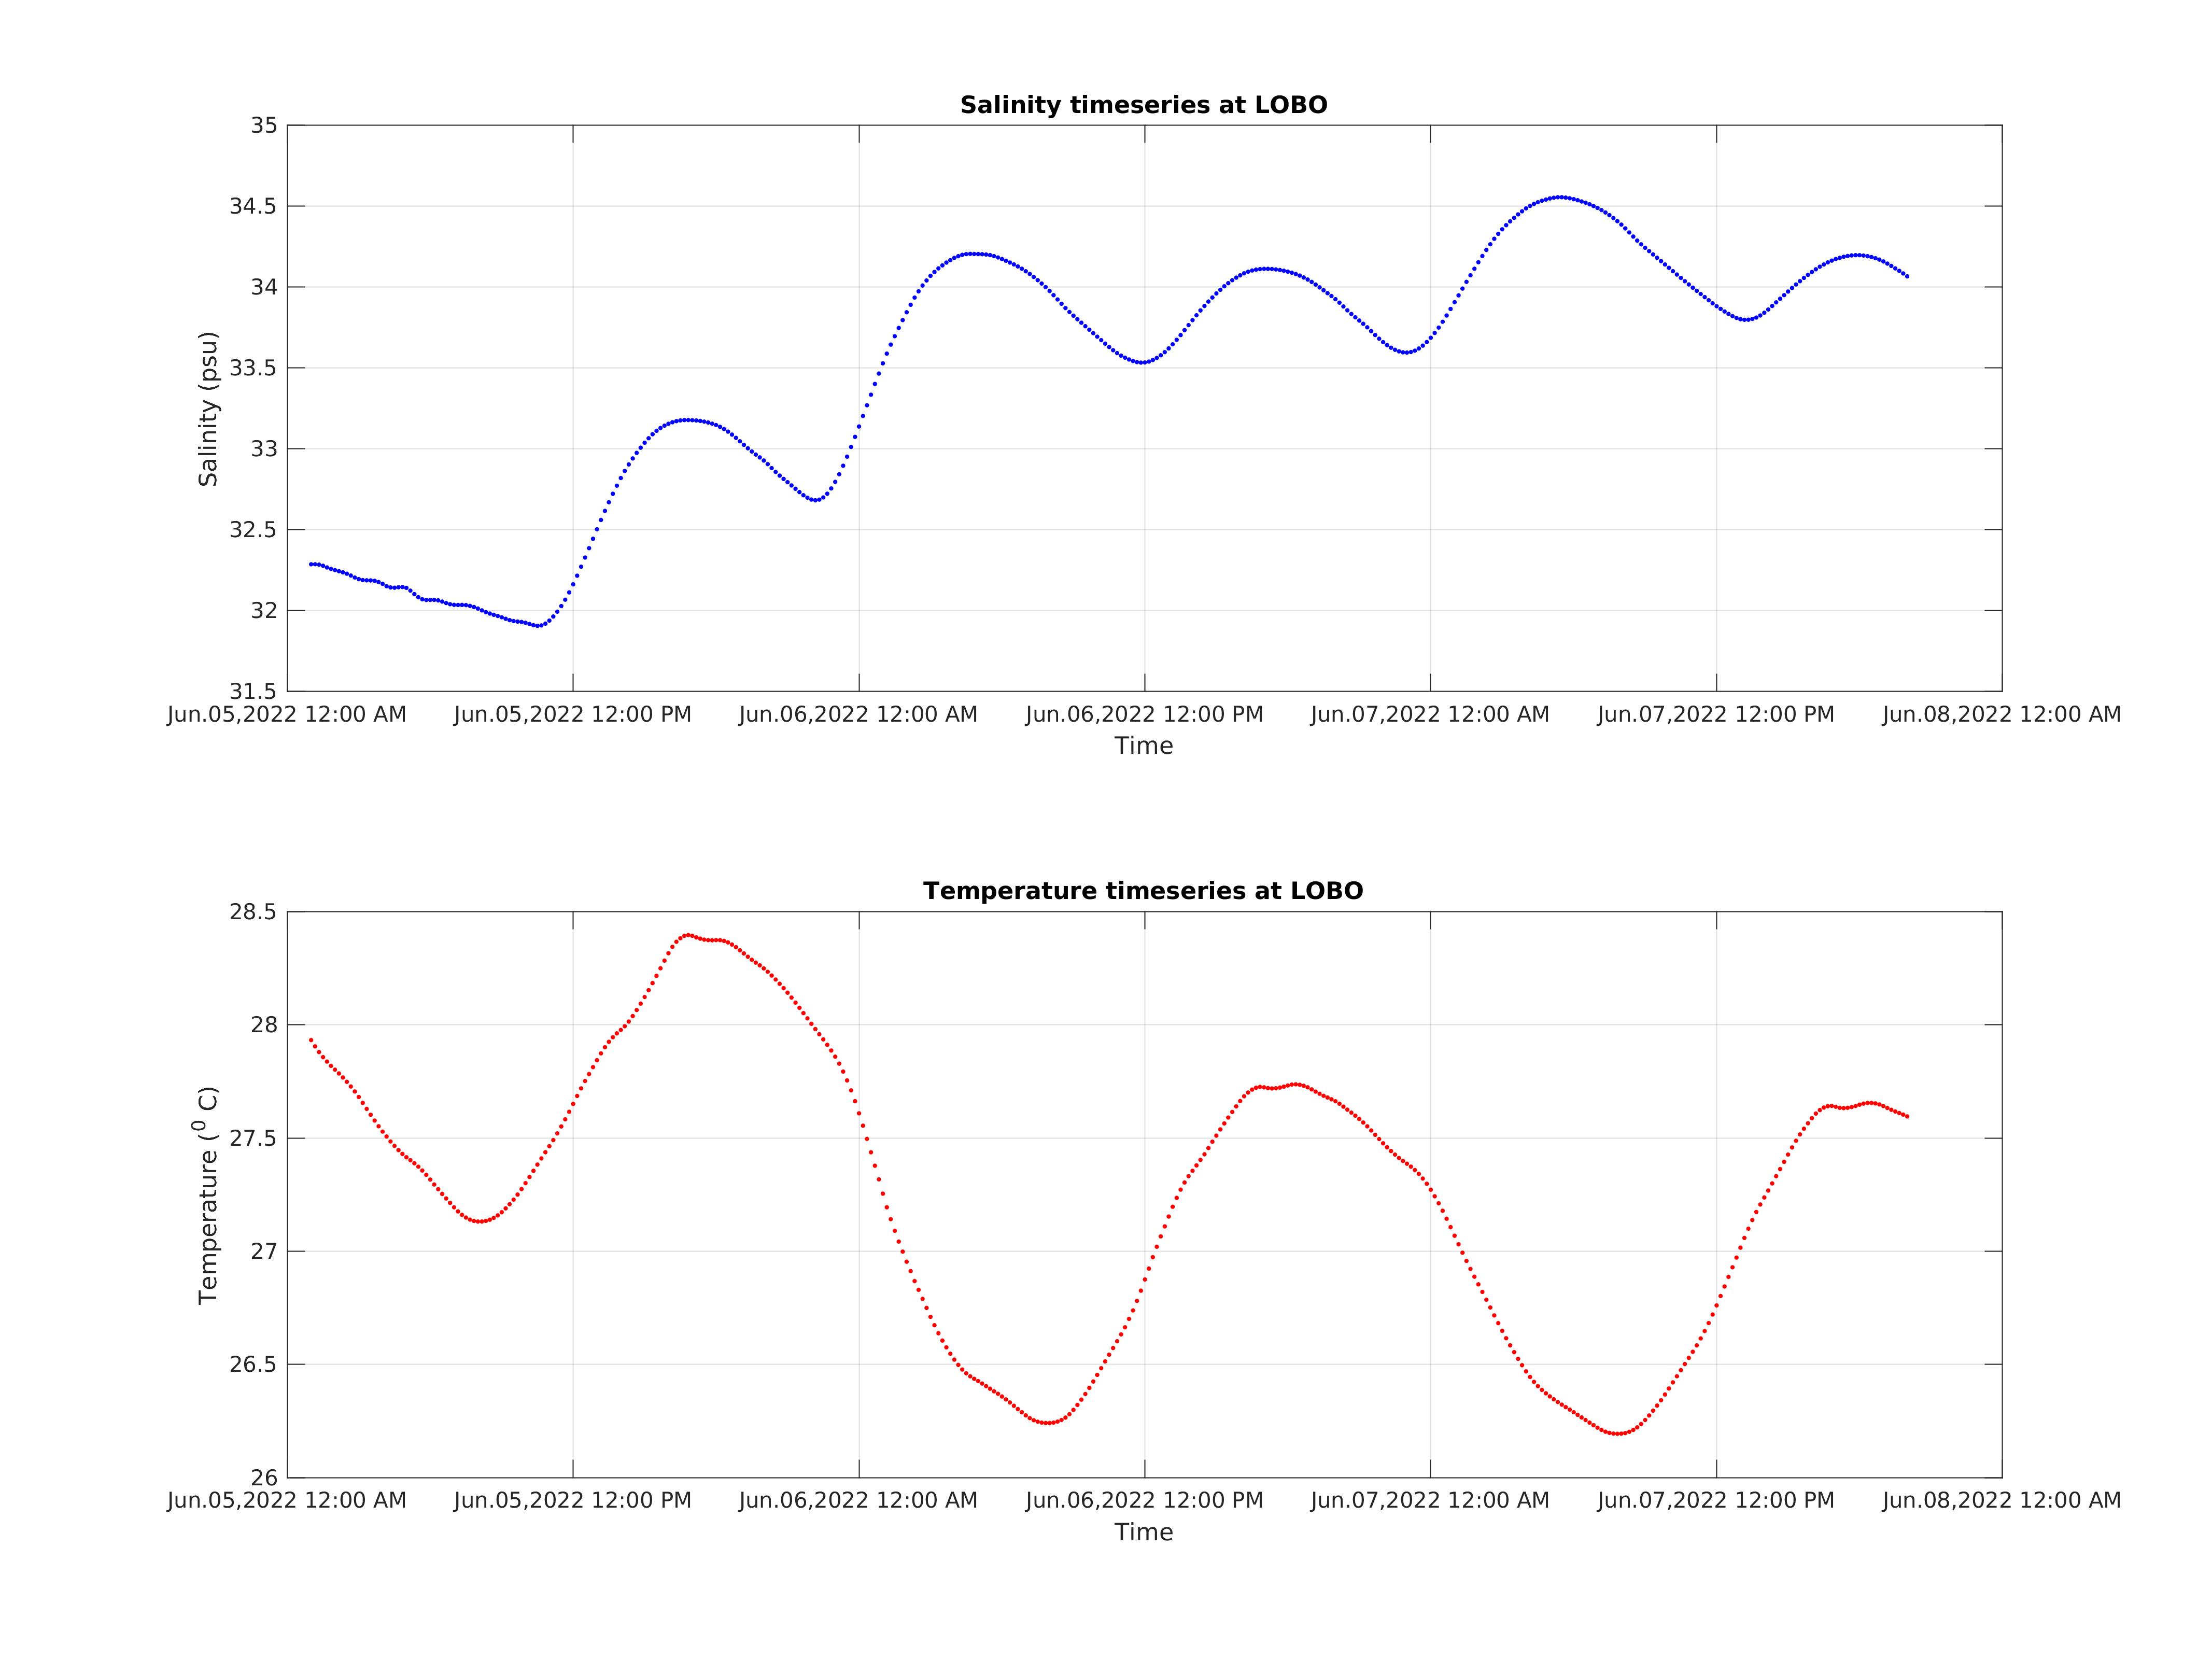 Salinity timeseries at LOBO
35
34.5
34
33.5
33
32.5
32
31.5
Salinity (psu)
Jun.05,2022 12:00 AM Jun.05,2022 12:00 PM Jun.06,2022 12:00 AM Jun.06,2022 12:00 PM Jun.07,2022 12:00 AM Jun.07,2022 12:00 PM Jun.08,2022 12:00 AM
Time
Temperature timeseries at LOBO
28.5
28
27.5
27
26.5
26
Temperature (⁰ C)
Jun.05,2022 12:00 AM Jun.05,2022 12:00 PM Jun.06,2022 12:00 AM Jun.06,2022 12:00 PM Jun.07,2022 12:00 AM Jun.07,2022 12:00 PM Jun.08,2022 12:00 AM
Time